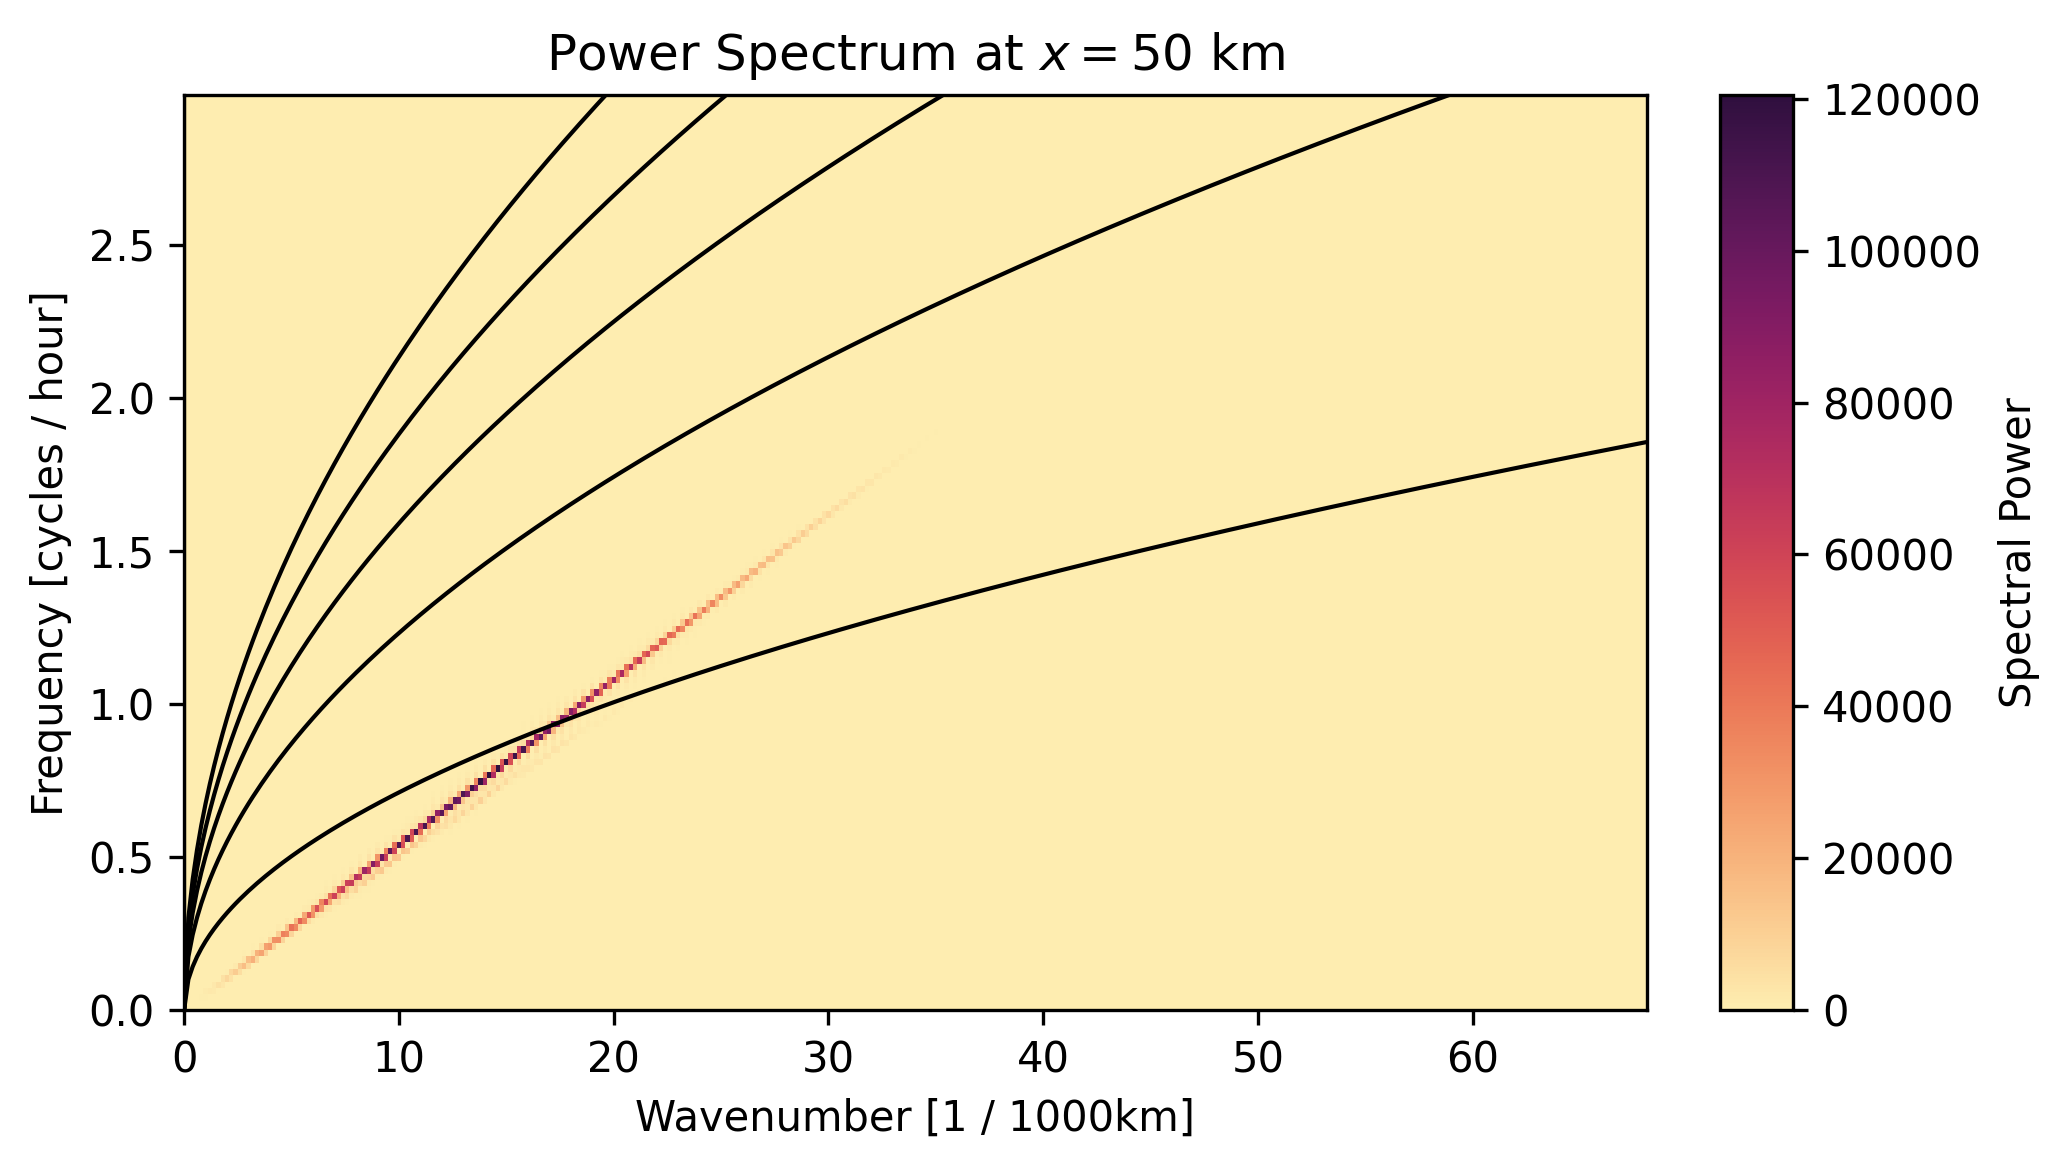 Power Spectrum at x = 50 km
Frequency [cycles / hour]
2.5
2.0
1.5
1.0
0.5
0.0
0 10 20 30 40 50 60
Wavenumber [1 / 1000km]
120000
100000
80000
60000
40000
20000
0
Spectral Power